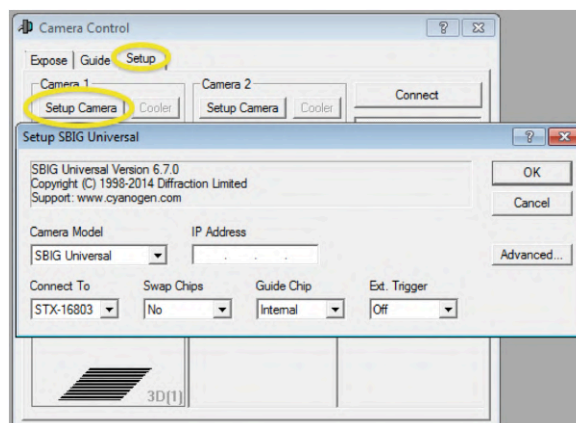 Camera Control
Expose Guide Setup
Camera 1 Camera 2
Setup Camera Cooler Setup Camera Cooler Connect
Setup SBIG Universal
SBIG Universal Version 6.7.0
Copyright (C) 1998-2014 Diffraction Limited
Support: www.cyanogen.com
OK
Cancel
Camera Model IP Address
SBIG Universal . . . Advanced...
Connect To Swap Chips Guide Chip Ext. Trigger
STX-16803 No Internal Off
3D(1)